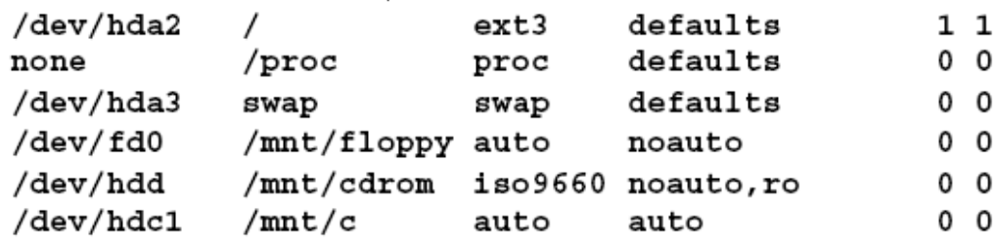 /dev/hda2 / ext3 defaults 1 1
none /proc proc defaults 0 0
/dev/hda3 swap swap defaults 0 0
/dev/fd0 /mnt/floppy auto noauto 0 0
/dev/hdd /mnt/cdrom iso9660 noauto,ro 0 0
/dev/hdc1 /mnt/c auto auto 0 0